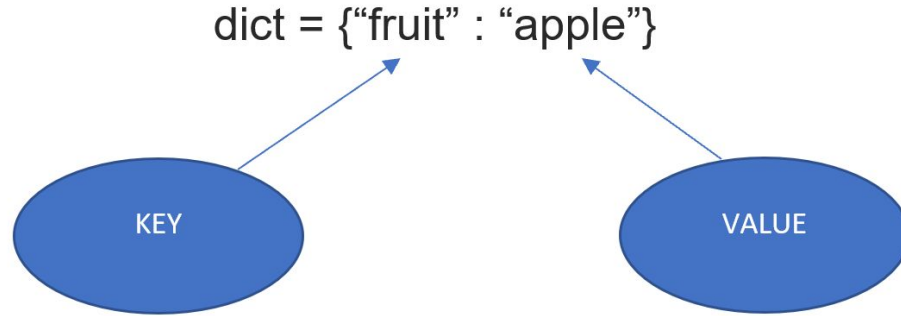 dict = {“fruit” : “apple”}
KEY
VALUE